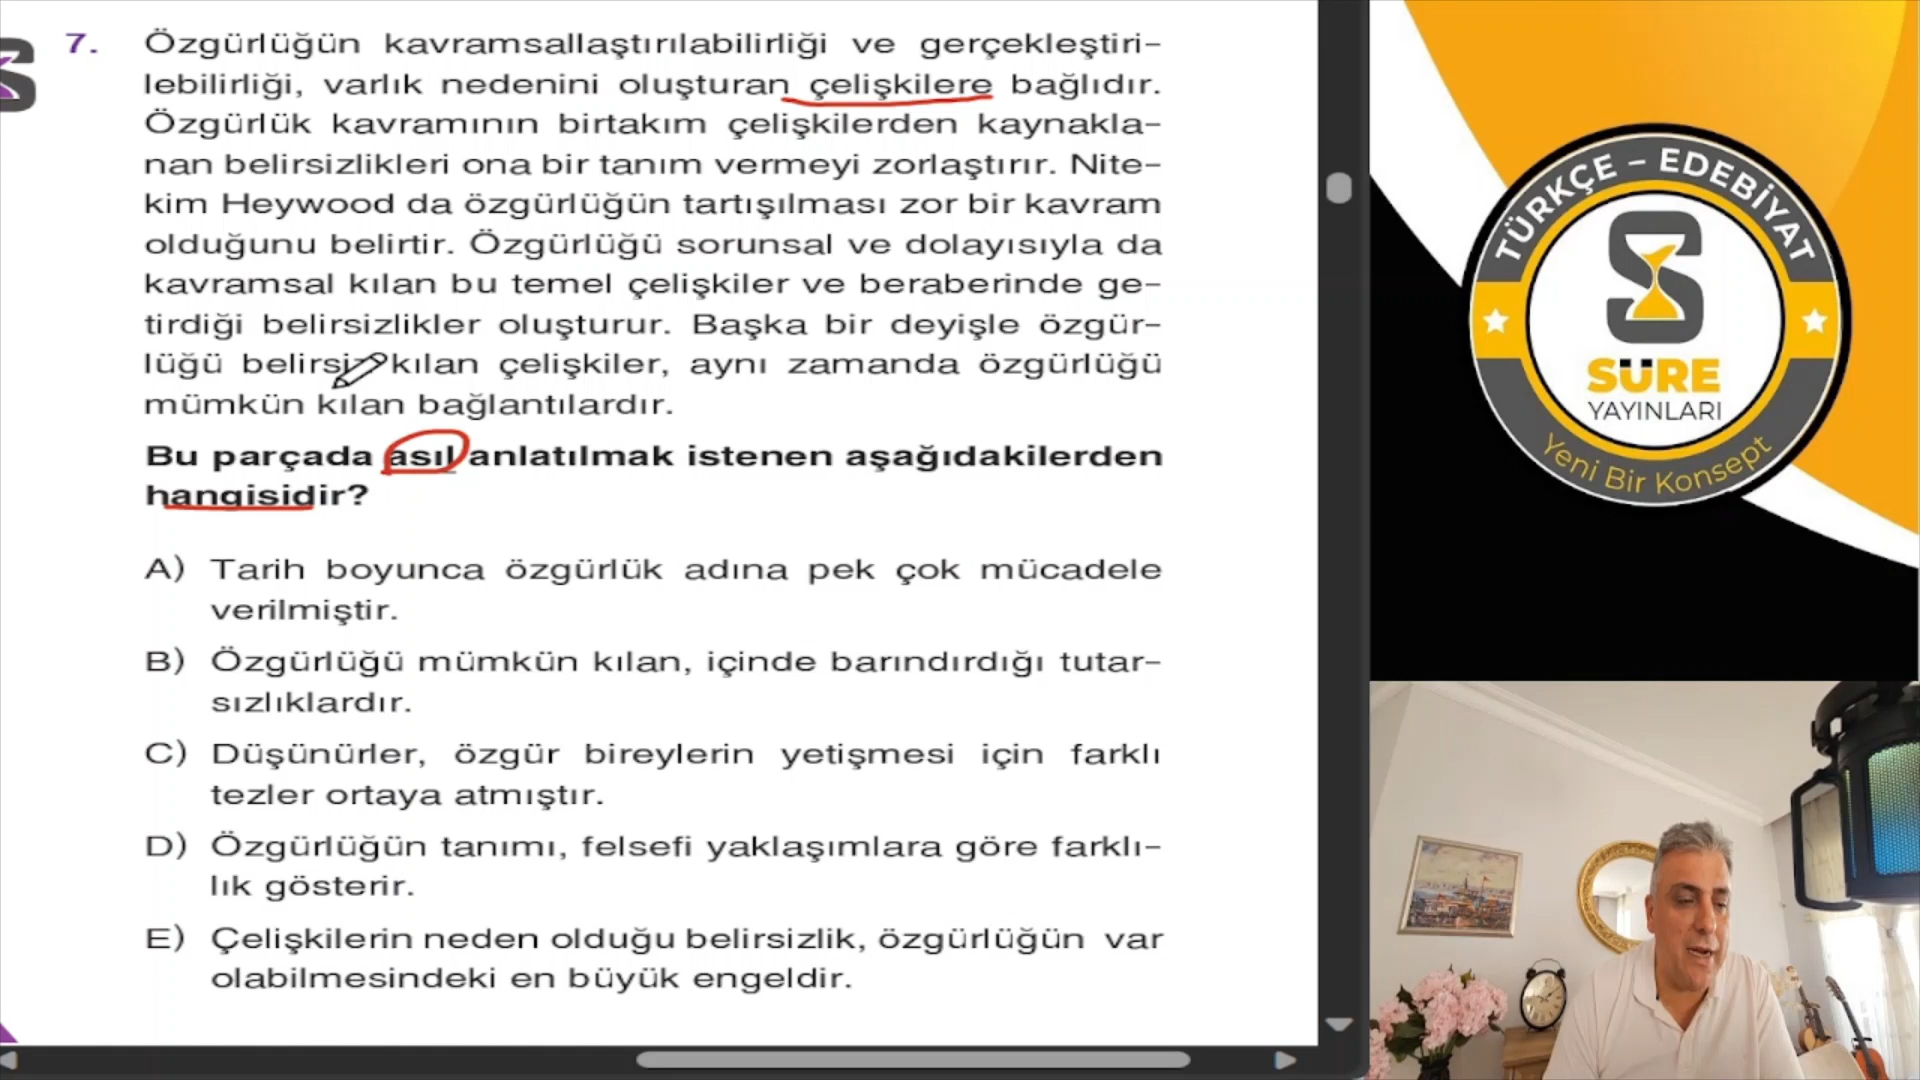 7. Özgürlüğün kavramsallaştırılabilirliği ve gerçekleştiri-
lebilirliği, varlık nedenini oluşturan çelişkilere bağlıdır.
Özgürlük kavramının birtakım çelişkilerden kaynakla-
nan belirsizlikleri ona bir tanım vermeyi zorlaştırır. Nite-
kim Heywood da özgürlüğün tartışılması zor bir kavram
olduğunu belirtir. Özgürlüğü sorunsal ve dolayısıyla da
kavramsal kılan bu temel çelişkiler ve beraberinde ge-
tirdiği belirsizlikler oluşturur. Başka bir deyişle özgür-
lüğü belirsiz kılan çelişkiler, aynı zamanda özgürlüğü
mümkün kılan bağlantılardır.
Bu parçada asıl anlatılmak istenen aşağıdakilerden
hangisidir?
A) Tarih boyunca özgürlük adına pek çok mücadele
verilmiştir.
B) Özgürlüğü mümkün kılan, içinde barındırdığı tutar-
sızlıklardır.
C) Düşünürler, özgür bireylerin yetişmesi için farklı
tezler ortaya atmıştır.
D) Özgürlüğün tanımı, felsefi yaklaşımlara göre farklı-
lık gösterir.
E) Çelişkilerin neden olduğu belirsizlik, özgürlüğün var
olabilmesindeki en büyük engeldir.
TÜRKÇE – EDEBİYAT
SÜRE
YAYINLARI
Yeni Bir Konsept